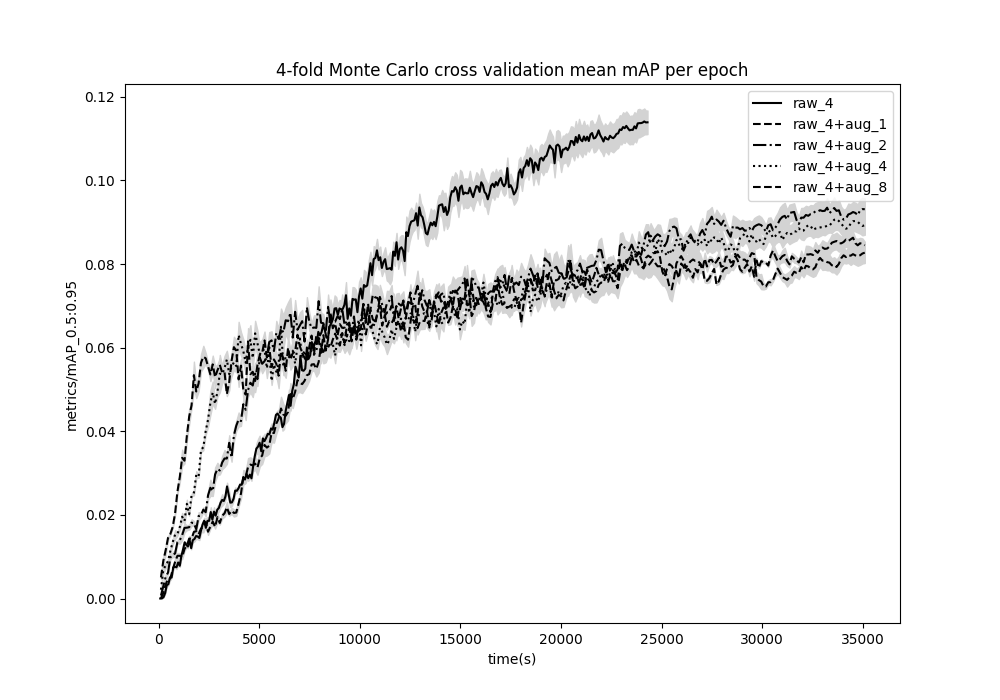 4-fold Monte Carlo cross validation mean mAP per epoch
0.12
0.10
0.08
0.06
0.04
0.02
0.00
metrics/mAP_0.5:0.95
raw_4
raw_4+aug_1
raw_4+aug_2
raw_4+aug_4
raw_4+aug_8
0 5000 10000 15000 20000 25000 30000 35000
time(s)